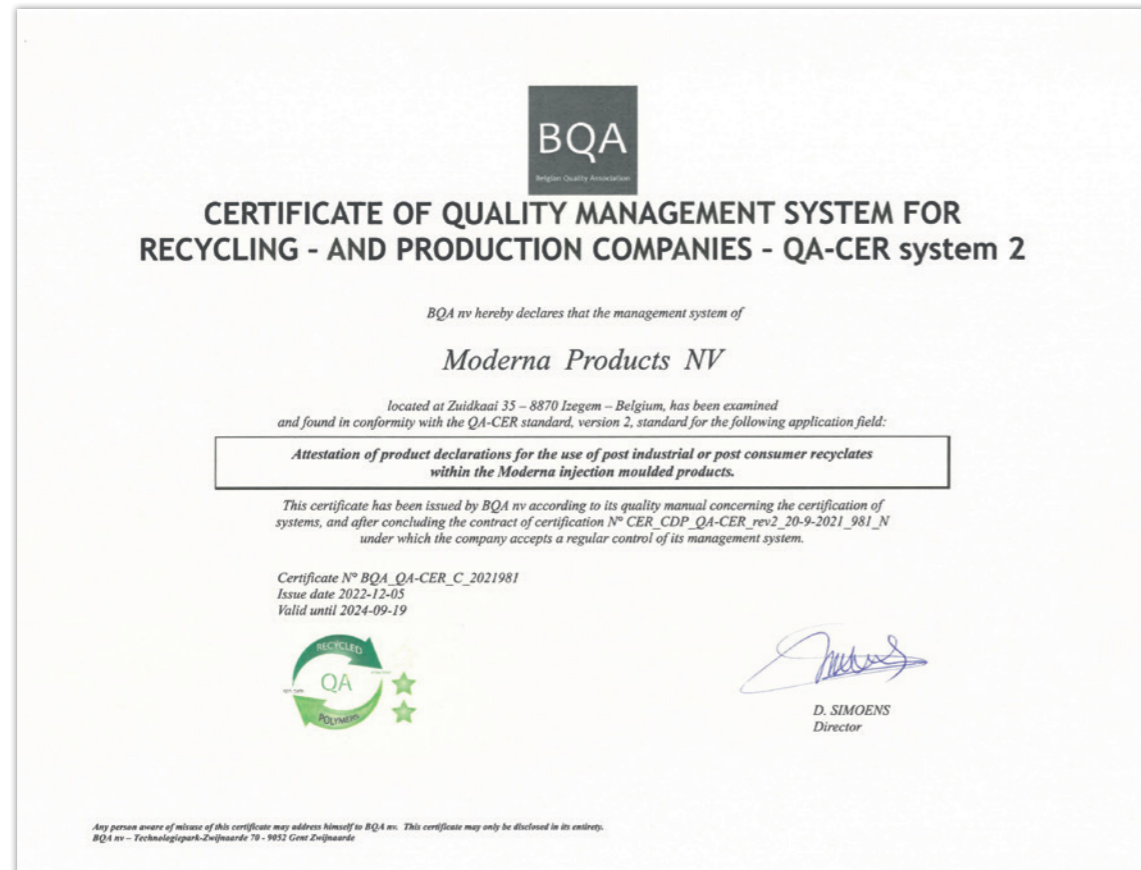 BQA
Belgian Quality Association
CERTIFICATE OF QUALITY MANAGEMENT SYSTEM FOR
RECYCLING – AND PRODUCTION COMPANIES – QA-CER system 2
BQA nv hereby declares that the management system of
Moderna Products NV
located at Zuidkaai 35 – 8870 Izegem – Belgium, has been examined
and found in conformity with the QA-CER standard, version 2, standard for the following application field:
Attestation of product declarations for the use of post industrial or post consumer recyclates
within the Moderna injection moulded products.
This certificate has been issued by BQA nv according to its quality manual concerning the certification of
systems, and after concluding the contract of certification N° CER_CDP_QA-CER_rev2_20-9-2021_981_N
under which the company accepts a regular control of its management system.
Certificate N° BQA_QA-CER_C_2021981
Issue date 2022-12-05
Valid until 2024-09-19
RECYCLED
QA
POLYMERS
D. SIMOENS
Director
Any person aware of misuse of this certificate may address himself to BQA nv. This certificate may only be disclosed in its entirety.
BQA nv – Technologiepark-Zwijnaarde 70 - 9052 Gent Zwijnaarde